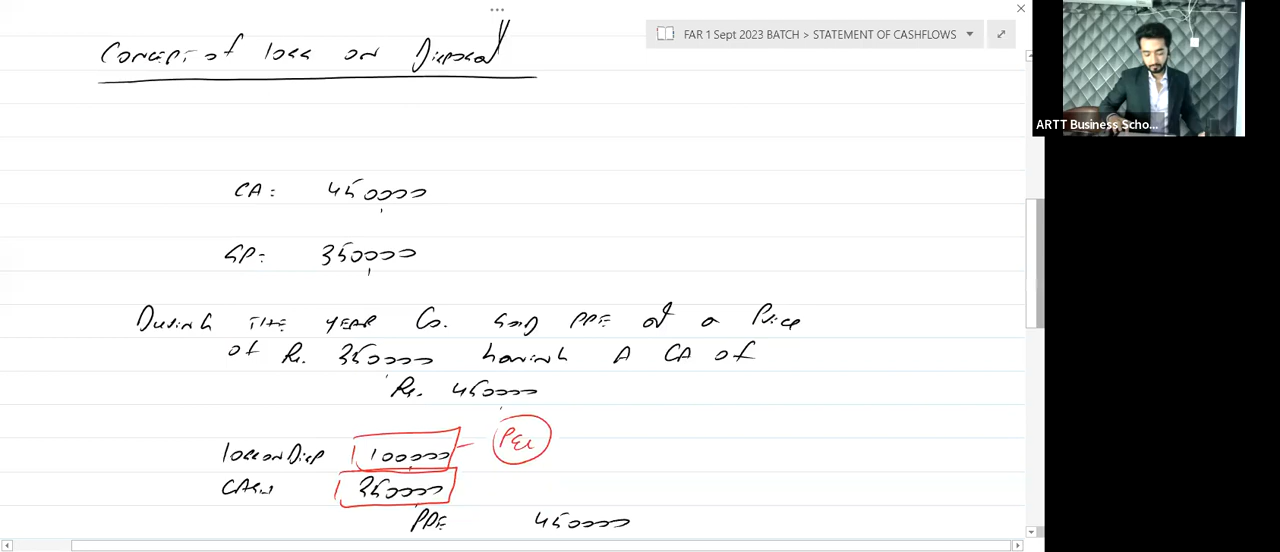 FAR 1 Sept 2023 BATCH > STATEMENT OF CASHFLOWS
ARTT Business Scho...
Concept of loss on Disposal
CA: 450000
SP: 350000
During THE YEAR Co. sold PPE at a Price
of Rs. 350000 having A CA of
Rs. 450000
loss on Disp 100,000 P&L
CASH 350000
PPE 450000